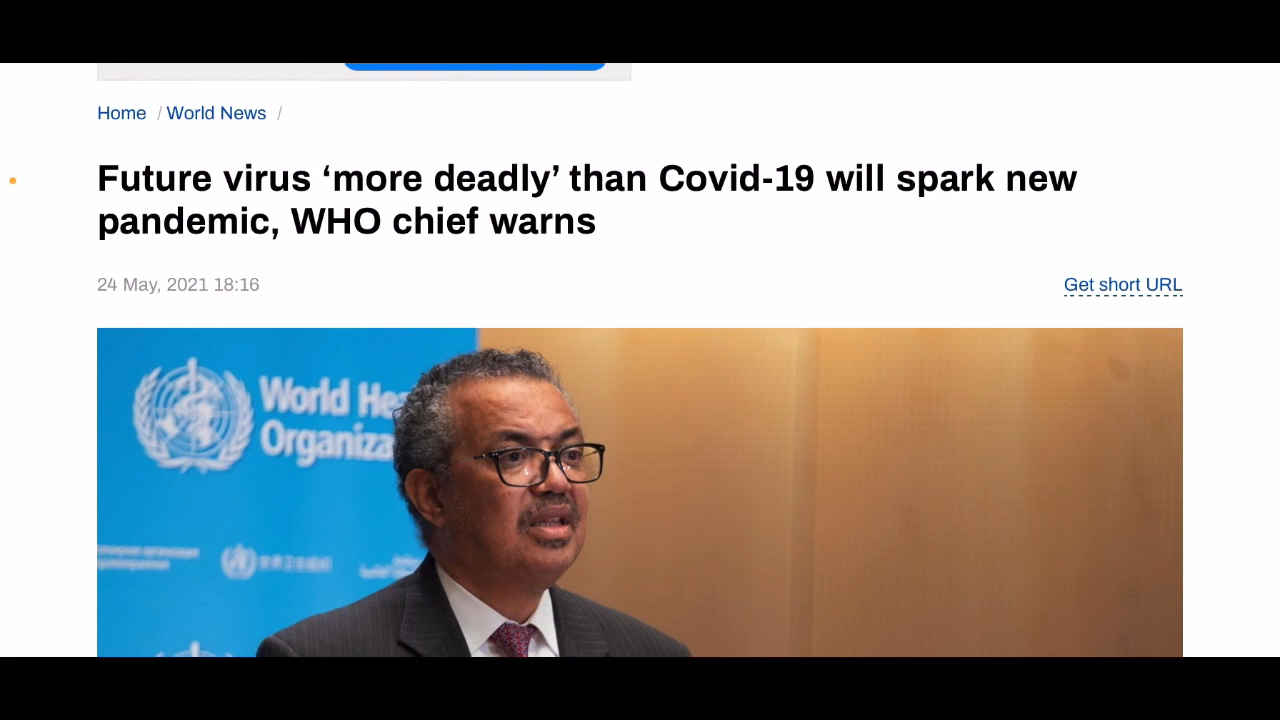 Home / World News /
Future virus ‘more deadly’ than Covid-19 will spark new
pandemic, WHO chief warns
24 May, 2021 18:16
Get short URL
World Hea
Organiza